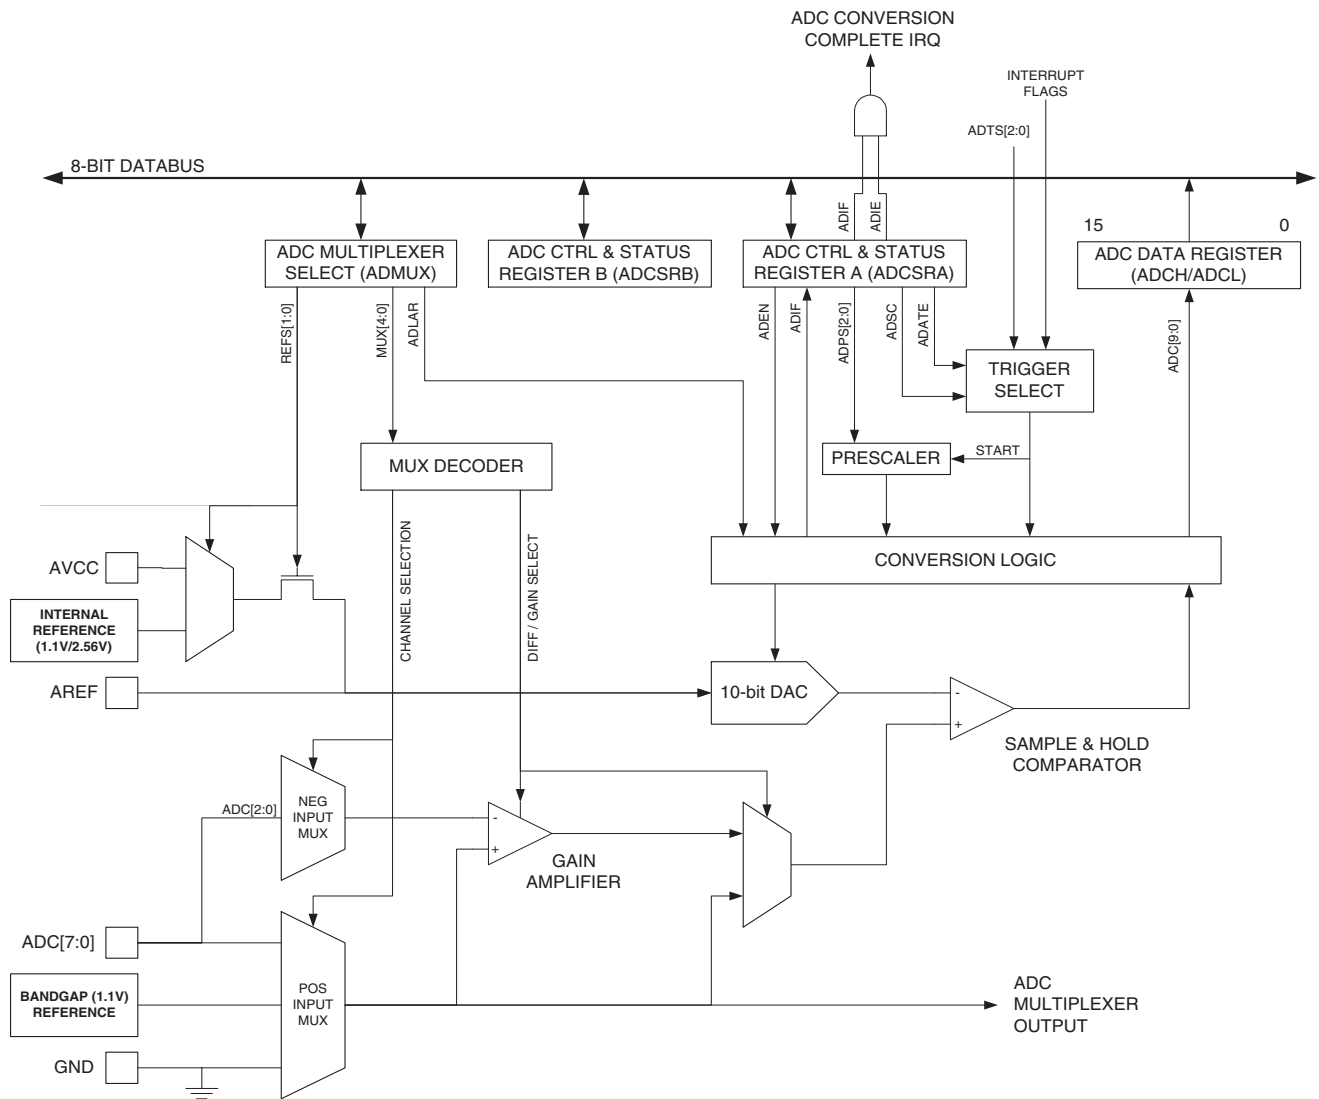 ADC CONVERSION
COMPLETE IRQ
INTERRUPT
FLAGS
ADTS[2:0]
8-BIT DATABUS
ADIF
ADIE
15
0
ADC MULTIPLEXER
SELECT (ADMUX)
ADC CTRL & STATUS
REGISTER B (ADCSRB)
ADC CTRL & STATUS
REGISTER A (ADCSRA)
ADC DATA REGISTER
(ADCH/ADCL)
REFS[1:0]
MUX[4:0]
ADLAR
ADEN
ADIF
ADPS[2:0]
ADSC
ADATE
ADC[9:0]
TRIGGER
SELECT
MUX DECODER
PRESCALER
START
CHANNEL SELECTION
DIFF / GAIN SELECT
CONVERSION LOGIC
AVCC
INTERNAL
REFERENCE
(1.1V/2.56V)
AREF
10-bit DAC
-
+
SAMPLE & HOLD
COMPARATOR
ADC[2:0]
NEG
INPUT
MUX
-
+
GAIN
AMPLIFIER
ADC[7:0]
BANDGAP (1.1V)
REFERENCE
POS
INPUT
MUX
ADC
MULTIPLEXER
OUTPUT
GND